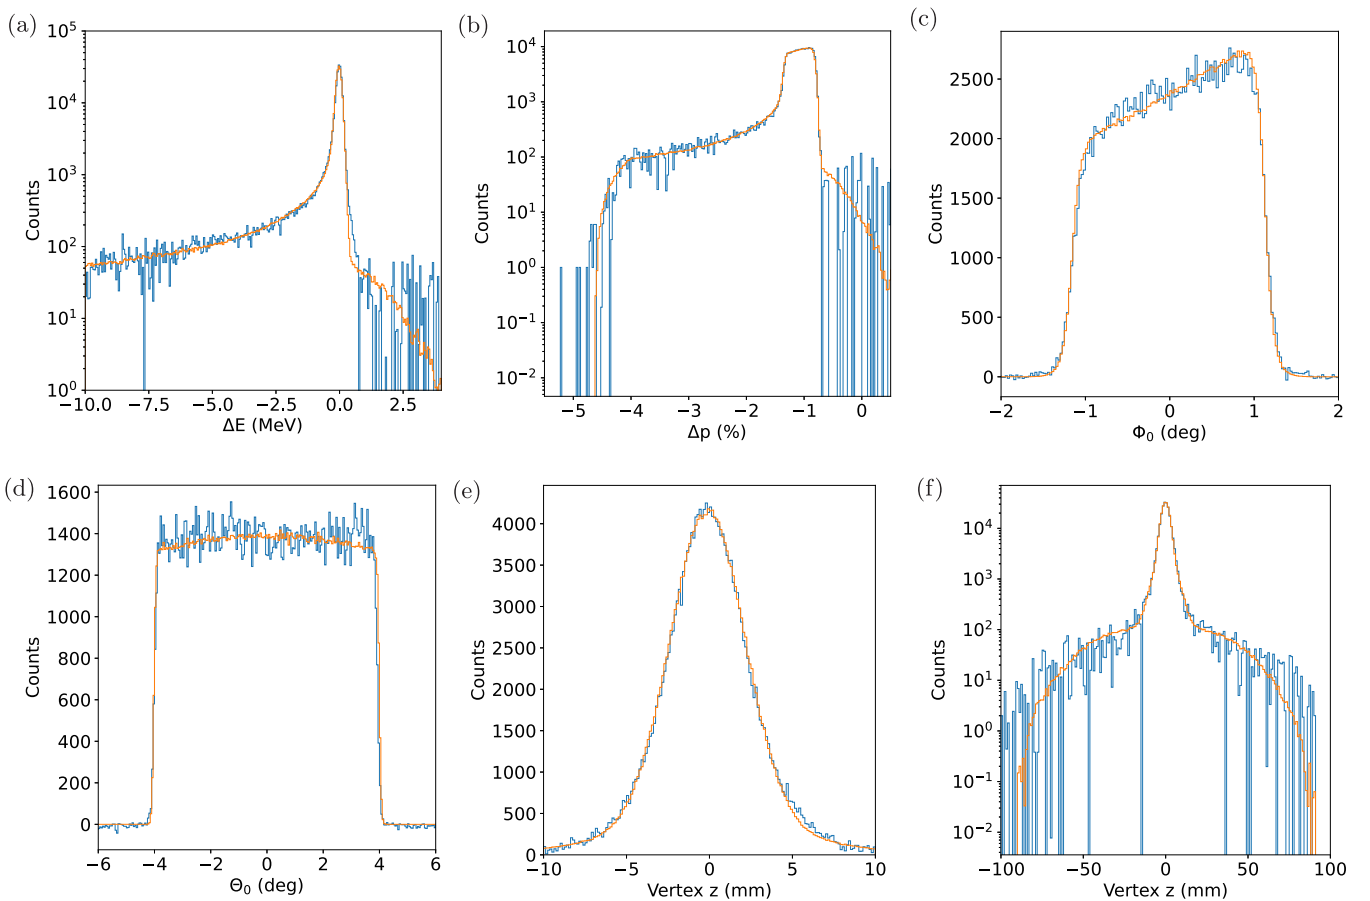 (a)
10^5
10^4
10^3
10^2
10^1
10^0
Counts
−10.0 −7.5 −5.0 −2.5 0.0 2.5
ΔE (MeV)
(b)
10^4
10^3
10^2
10^1
10^0
10^−1
10^−2
Counts
−5 −4 −3 −2 −1 0
Δp (%)
(c)
2500
2000
1500
1000
500
0
Counts
−2 −1 0 1 2
Φ_0 (deg)
(d)
1600
1400
1200
1000
800
600
400
200
0
Counts
−6 −4 −2 0 2 4 6
Θ_0 (deg)
(e)
4000
3500
3000
2500
2000
1500
1000
500
0
Counts
−10 −5 0 5 10
Vertex z (mm)
(f)
10^4
10^3
10^2
10^1
10^0
10^−1
10^−2
Counts
−100 −50 0 50 100
Vertex z (mm)